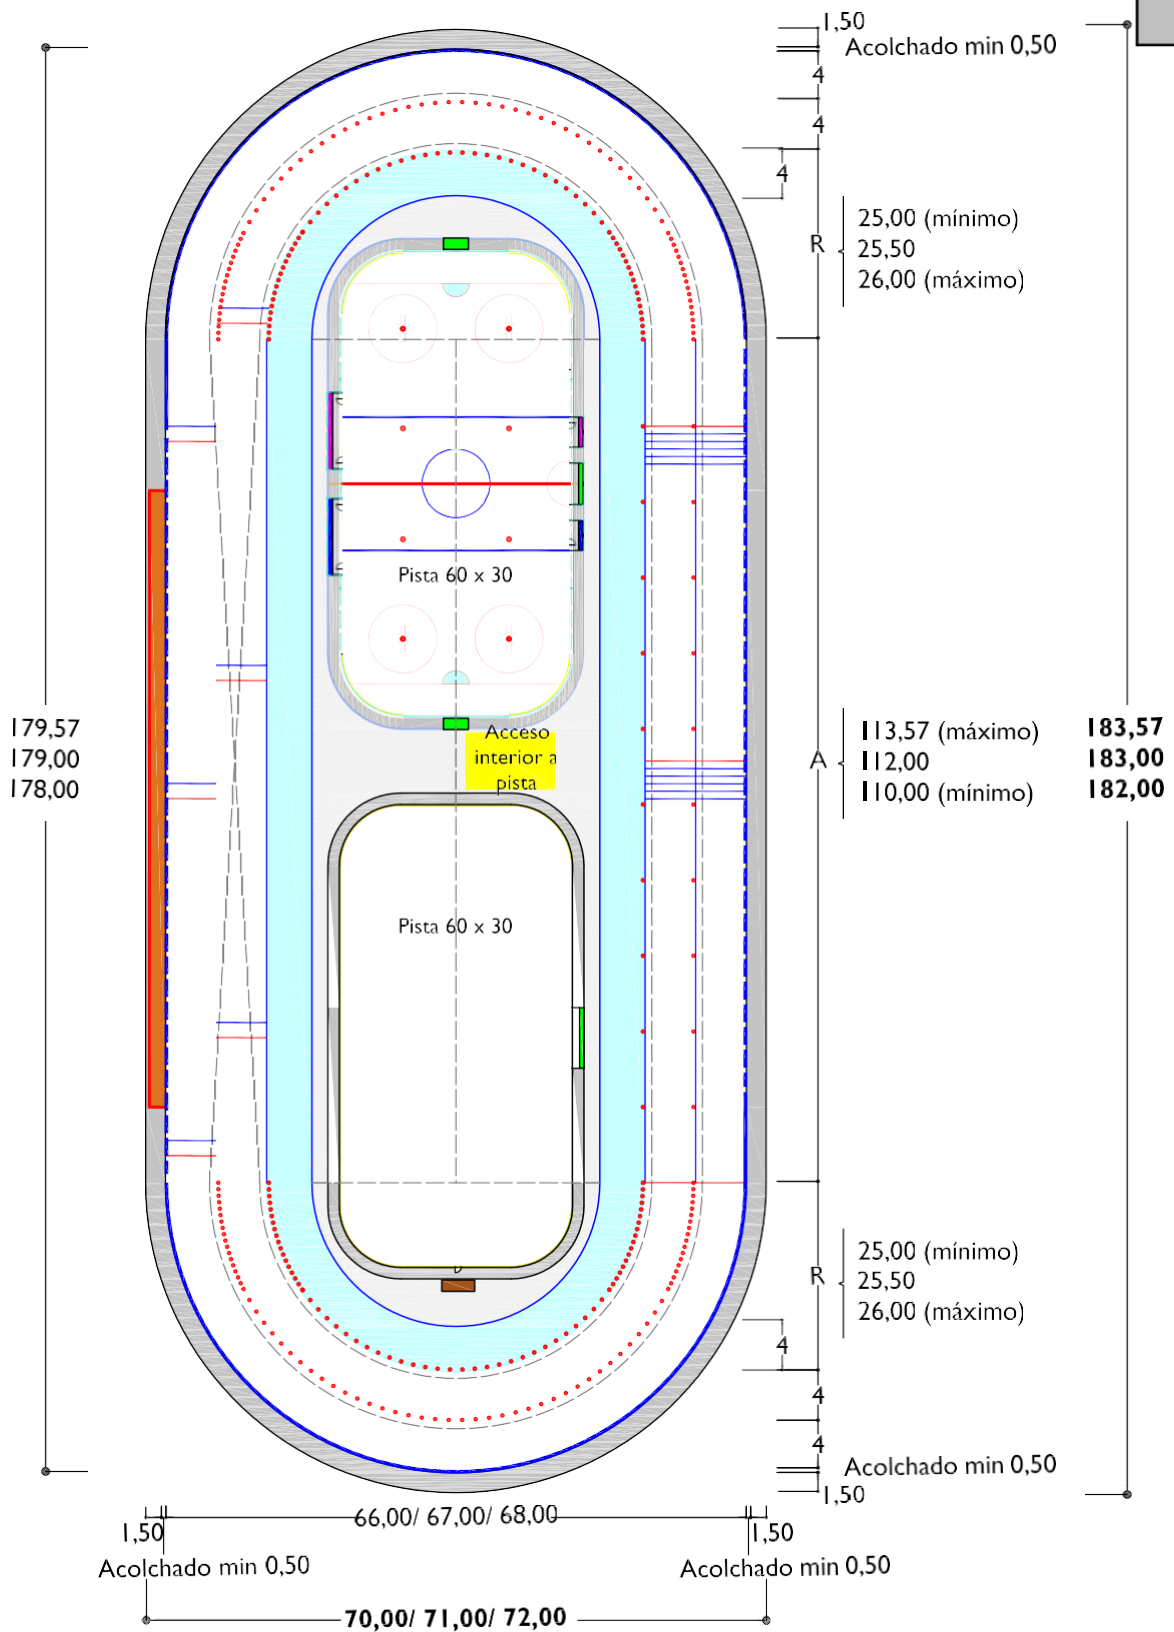 1,50
Acolchado min 0,50
4
4
4
R
25,00 (mínimo)
25,50
26,00 (máximo)
Pista 60 x 30
Acceso
interior a
pista
179,57
179,00
178,00
A
113,57 (máximo)
112,00
110,00 (mínimo)
183,57
183,00
182,00
Pista 60 x 30
R
25,00 (mínimo)
25,50
26,00 (máximo)
4
4
4
Acolchado min 0,50
1,50
66,00/ 67,00/ 68,00
1,50
1,50
Acolchado min 0,50
Acolchado min 0,50
70,00/ 71,00/ 72,00